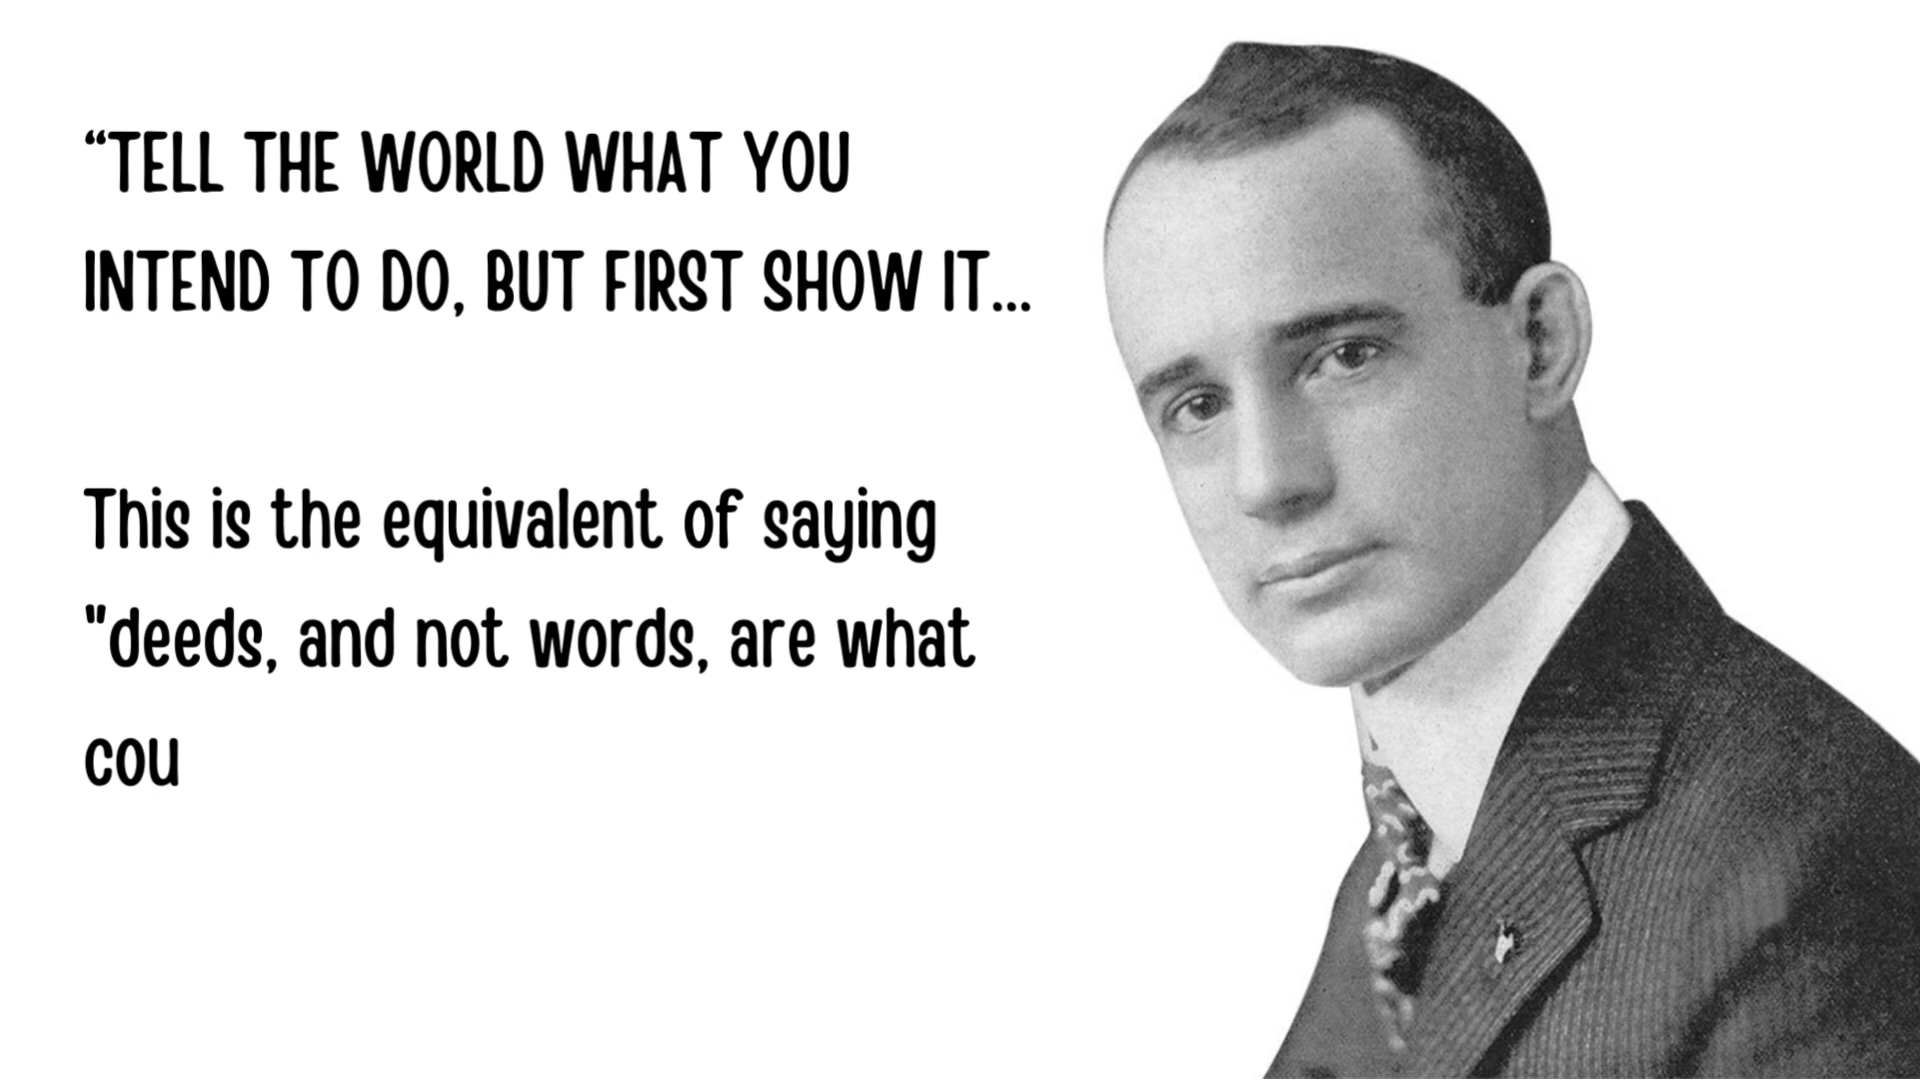 “TELL THE WORLD WHAT YOU
INTEND TO DO, BUT FIRST SHOW IT...
This is the equivalent of saying
"deeds, and not words, are what
cou